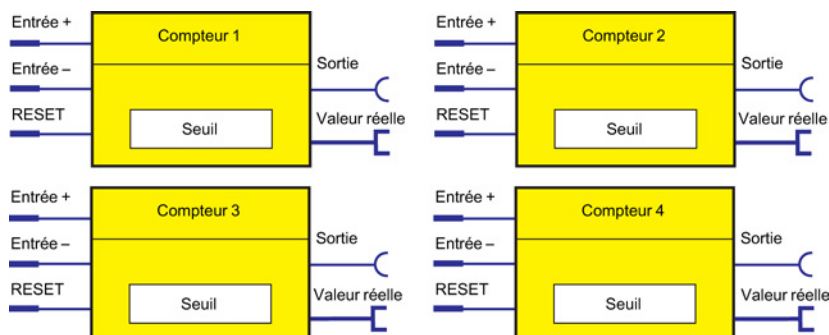 Entrée +
Compteur 1
Entrée –
Sortie
RESET
Seuil
Valeur réelle
Entrée +
Compteur 2
Entrée –
Sortie
RESET
Seuil
Valeur réelle
Entrée +
Compteur 3
Entrée –
Sortie
RESET
Seuil
Valeur réelle
Entrée +
Compteur 4
Entrée –
Sortie
RESET
Seuil
Valeur réelle